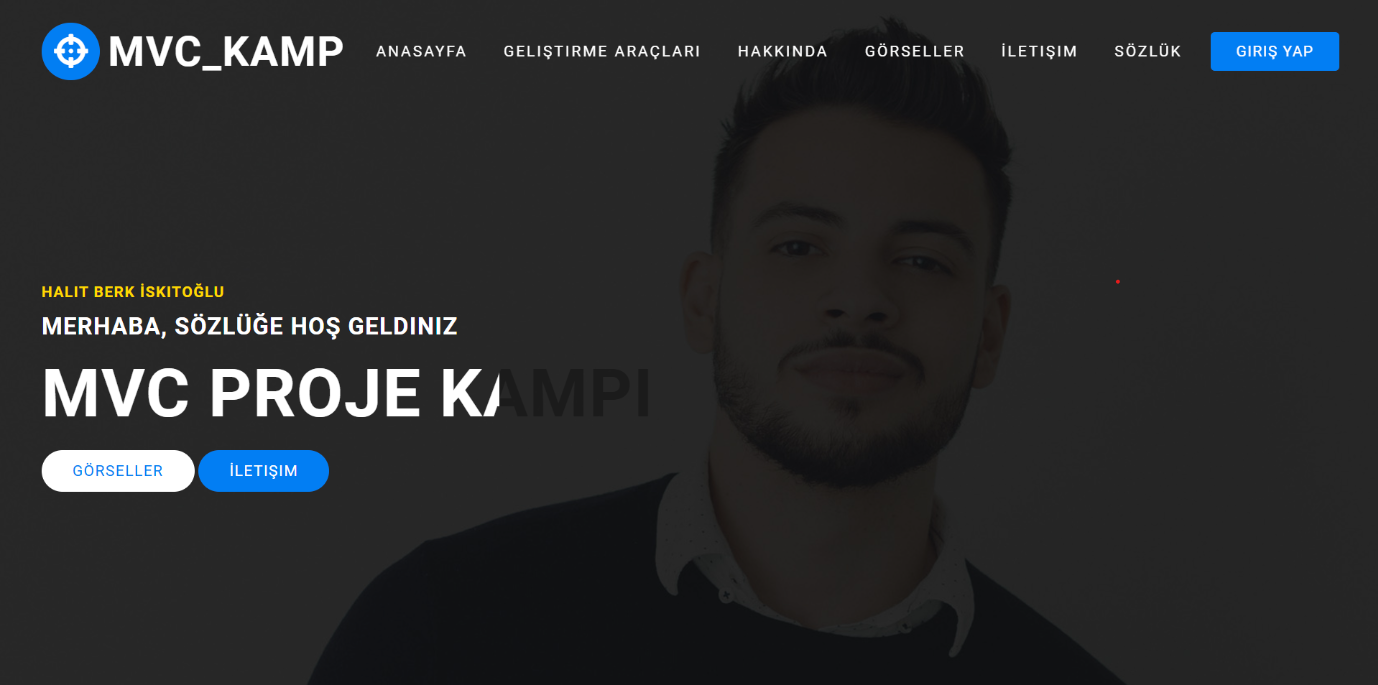 MVC_KAMP ANASAYFA GELIŞTIRME ARAÇLARI HAKKINDA GÖRSELLER İLETIŞIM SÖZLÜK GIRIŞ YAP
HALIT BERK İSKITOĞLU
MERHABA, SÖZLÜĞE HOŞ GELDINIZ
MVC PROJE KAMPI
GÖRSELLER İLETIŞIM